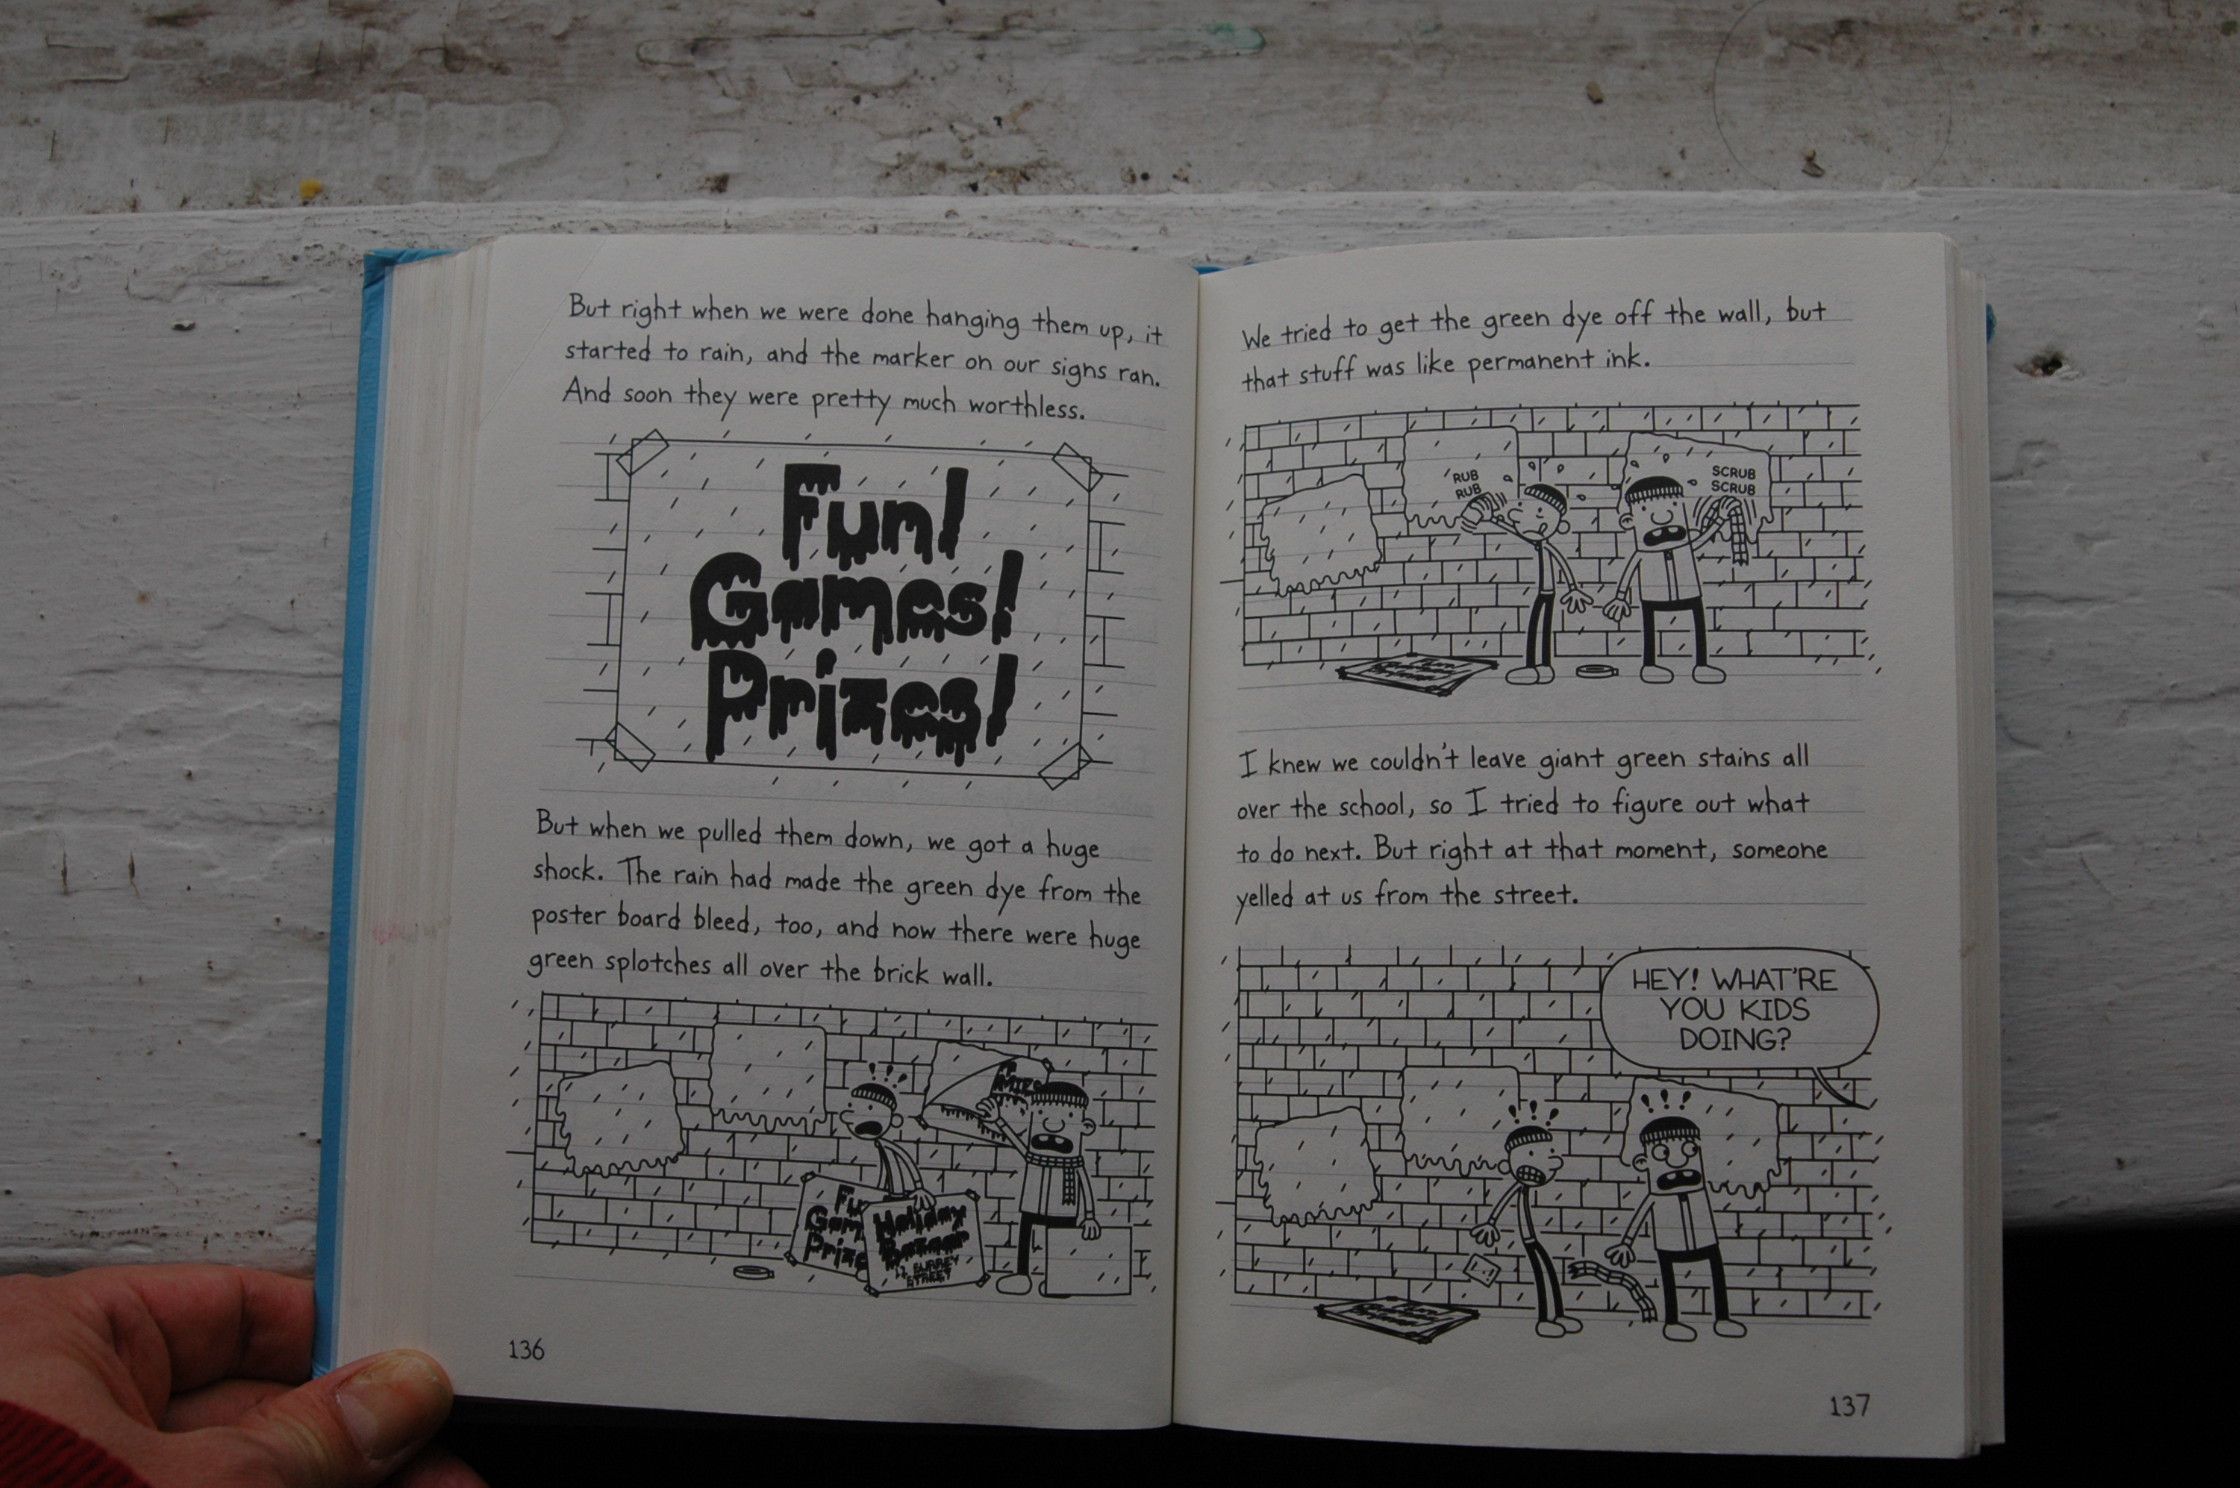 But right when we were done hanging them up, it
started to rain, and the marker on our signs ran.
And soon they were pretty much worthless.
Fun!
Games!
Prizes!
But when we pulled them down, we got a huge
shock. The rain had made the green dye from the
poster board bleed, too, and now there were huge
green splotches all over the brick wall.
!!!
Fu
Gam
Prize
Holiday
Bazaar
12 SURREY
STREET
136
We tried to get the green dye off the wall, but
that stuff was like permanent ink.
RUB
RUB
SCRUB
SCRUB
I knew we couldn't leave giant green stains all
over the school, so I tried to figure out what
to do next. But right at that moment, someone
yelled at us from the street.
HEY! WHAT'RE
YOU KIDS
DOING?
!!!
!!!
137